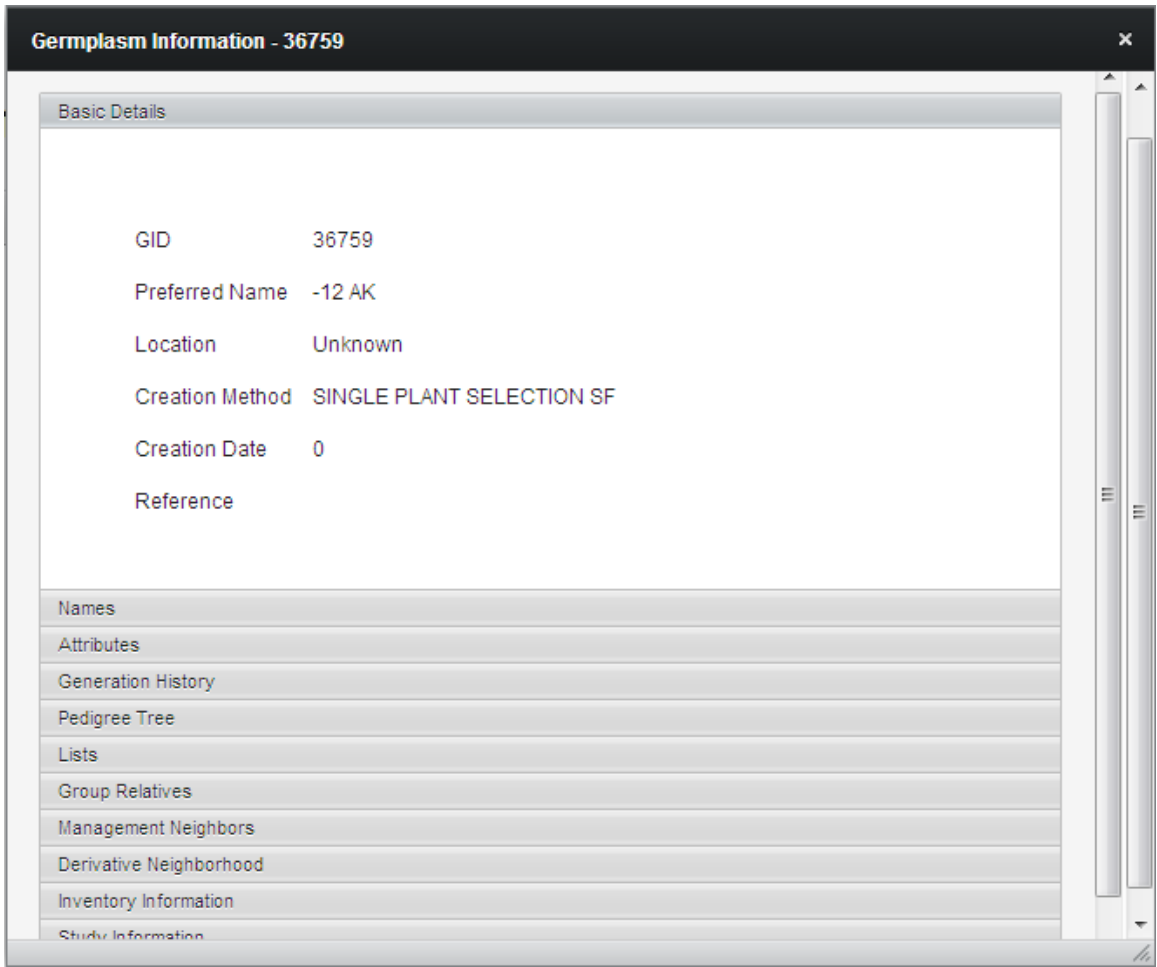 Germplasm Information - 36759 ×
Basic Details
GID 36759
Preferred Name -12 AK
Location Unknown
Creation Method SINGLE PLANT SELECTION SF
Creation Date 0
Reference
Names
Attributes
Generation History
Pedigree Tree
Lists
Group Relatives
Management Neighbors
Derivative Neighborhood
Inventory Information
Study Information